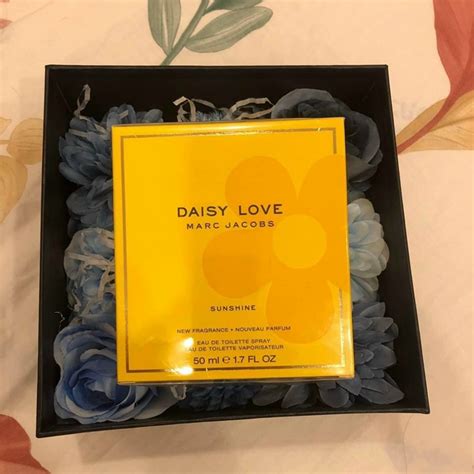 DAISY LOVE
MARC JACOBS
SUNSHINE
NEW FRAGRANCE • NOUVEAU PARFUM
EAU DE TOILETTE SPRAY
EAU DE TOILETTE VAPORISATEUR
50 ml ℮ 1.7 FL OZ